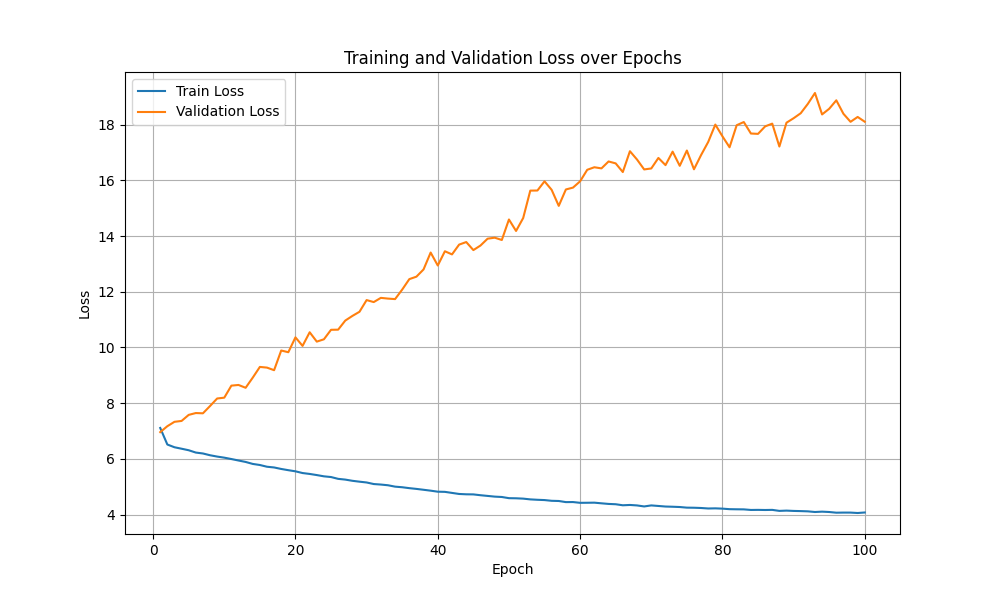 Training and Validation Loss over Epochs
Train Loss
Validation Loss
18
16
14
12
10
8
6
4
Loss
0 20 40 60 80 100
Epoch